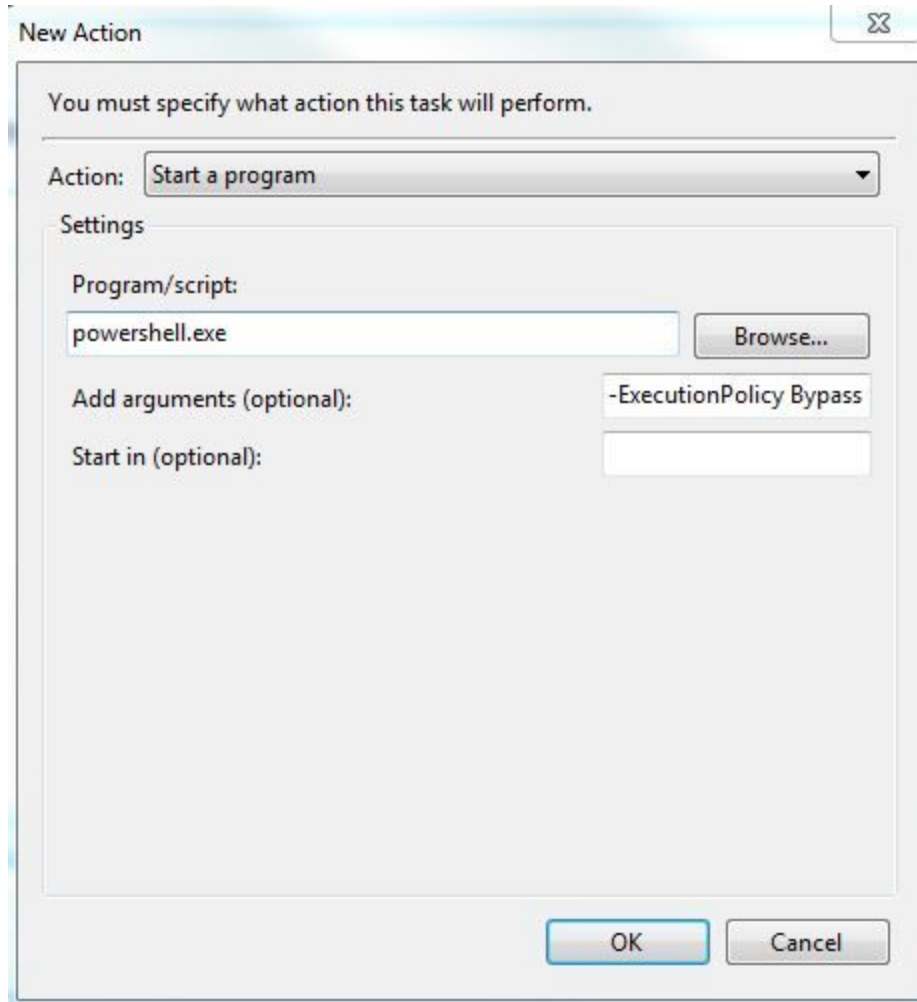 New Action
You must specify what action this task will perform.
Action: Start a program
Settings
Program/script:
powershell.exe Browse...
Add arguments (optional): -ExecutionPolicy Bypass
Start in (optional):
OK Cancel